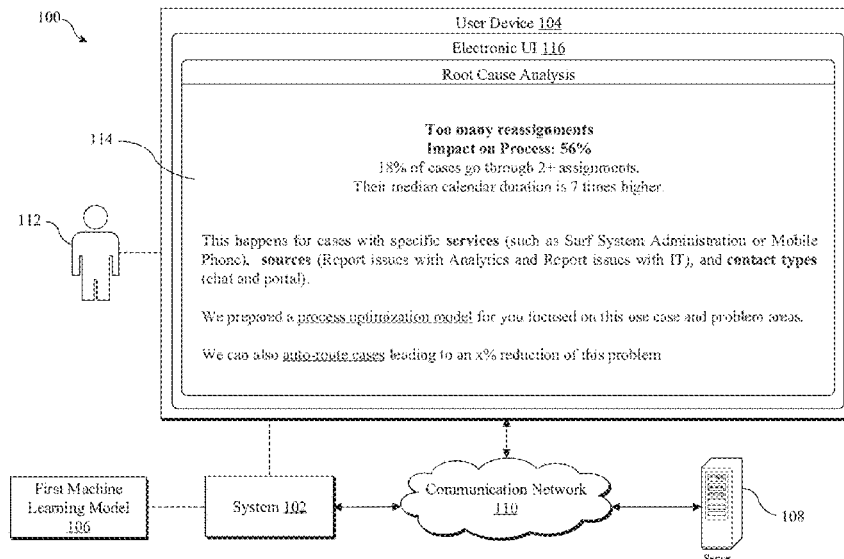 100
User Device 104
Electronic UI 116
Root Cause Analysis
114
Too many reassignments
Impact on Process: 56%
18% of cases go through 2+ assignments.
Their median calendar duration is 7 times higher.
112
This happens for cases with specific services (such as Surf System Administration or Mobile
Phone), sources (Report issues with Analytics and Report issues with IT), and contact types
(chat and portal).
We prepared a process optimization model for you focused on this use case and problem areas.
We can also auto-route cases leading to an x% reduction of this problem
First Machine
Learning Model
106
System 102
Communication Network
110
108
Server